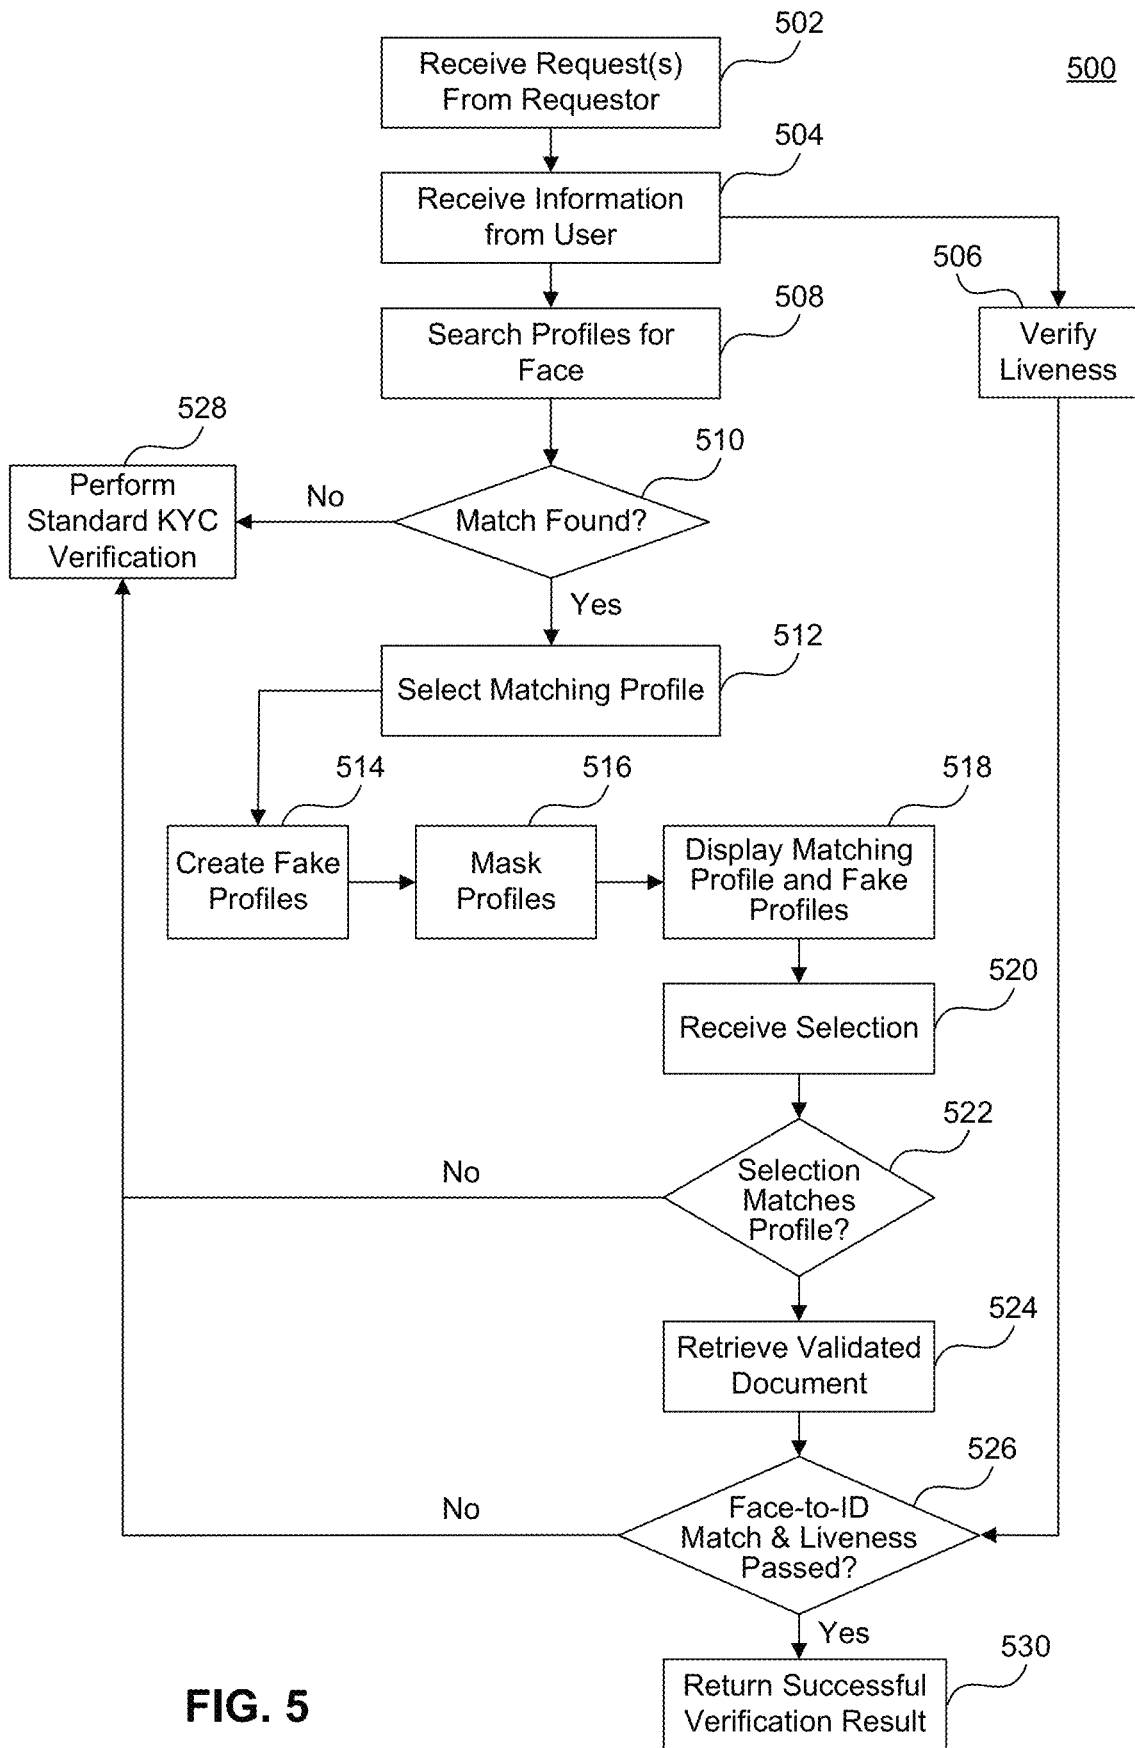 502
500
Receive Request(s)
From Requestor
504
Receive Information
from User
506
508
Search Profiles for
Face
Verify
Liveness
528
510
Perform
Standard KYC
Verification
No
Match Found?
Yes
512
Select Matching Profile
514
516
518
Create Fake
Profiles
Mask
Profiles
Display Matching
Profile and Fake
Profiles
520
Receive Selection
522
No
Selection
Matches
Profile?
524
Retrieve Validated
Document
526
No
Face-to-ID
Match & Liveness
Passed?
Yes
530
Return Successful
Verification Result
FIG. 5